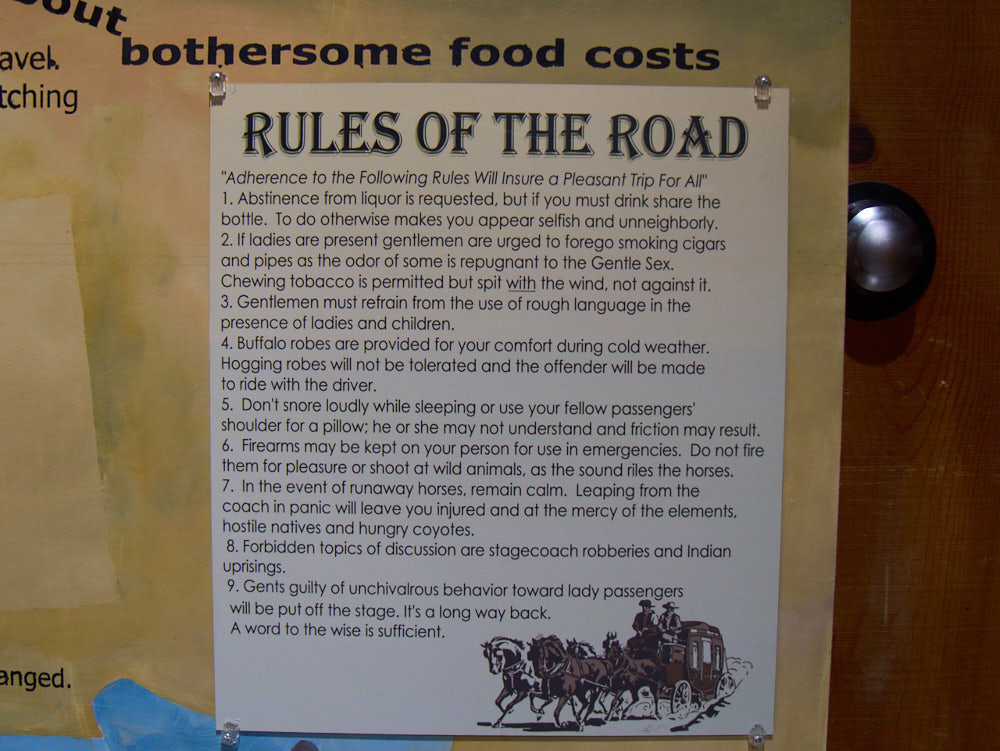 out
bothersome food costs
avel.
tching
RULES OF THE ROAD
"Adherence to the Following Rules Will Insure a Pleasant Trip For All"
1. Abstinence from liquor is requested, but if you must drink share the
bottle. To do otherwise makes you appear selfish and unneighborly.
2. If ladies are present gentlemen are urged to forego smoking cigars
and pipes as the odor of some is repugnant to the Gentle Sex.
Chewing tobacco is permitted but spit with the wind, not against it.
3. Gentlemen must refrain from the use of rough language in the
presence of ladies and children.
4. Buffalo robes are provided for your comfort during cold weather.
Hogging robes will not be tolerated and the offender will be made
to ride with the driver.
5. Don't snore loudly while sleeping or use your fellow passengers'
shoulder for a pillow; he or she may not understand and friction may result.
6. Firearms may be kept on your person for use in emergencies. Do not fire
them for pleasure or shoot at wild animals, as the sound riles the horses.
7. In the event of runaway horses, remain calm. Leaping from the
coach in panic will leave you injured and at the mercy of the elements,
hostile natives and hungry coyotes.
8. Forbidden topics of discussion are stagecoach robberies and Indian
uprisings.
9. Gents guilty of unchivalrous behavior toward lady passengers
will be put off the stage. It's a long way back.
A word to the wise is sufficient.
anged.